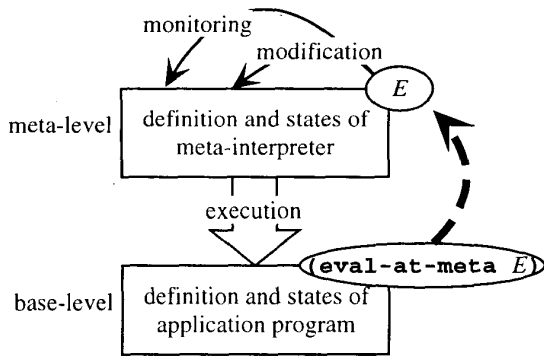 monitoring
modification
E
meta-level
definition and states of
meta-interpreter
execution
(eval-at-meta E)
base-level
definition and states of
application program